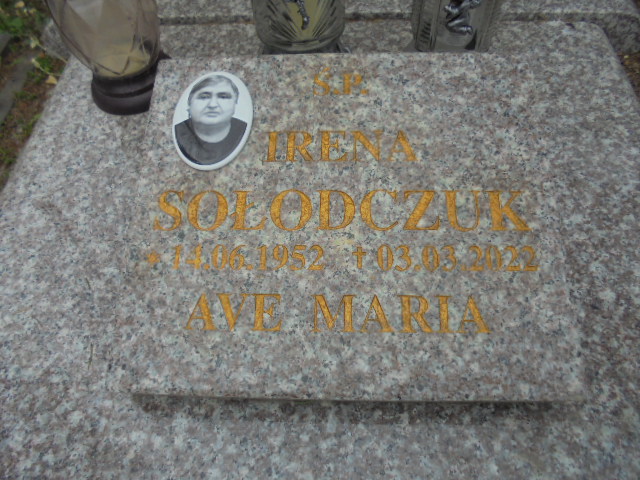 Ś.P.
IRENA
SOŁODCZUK
* 14.06.1952 † 03.03.2022
AVE MARIA